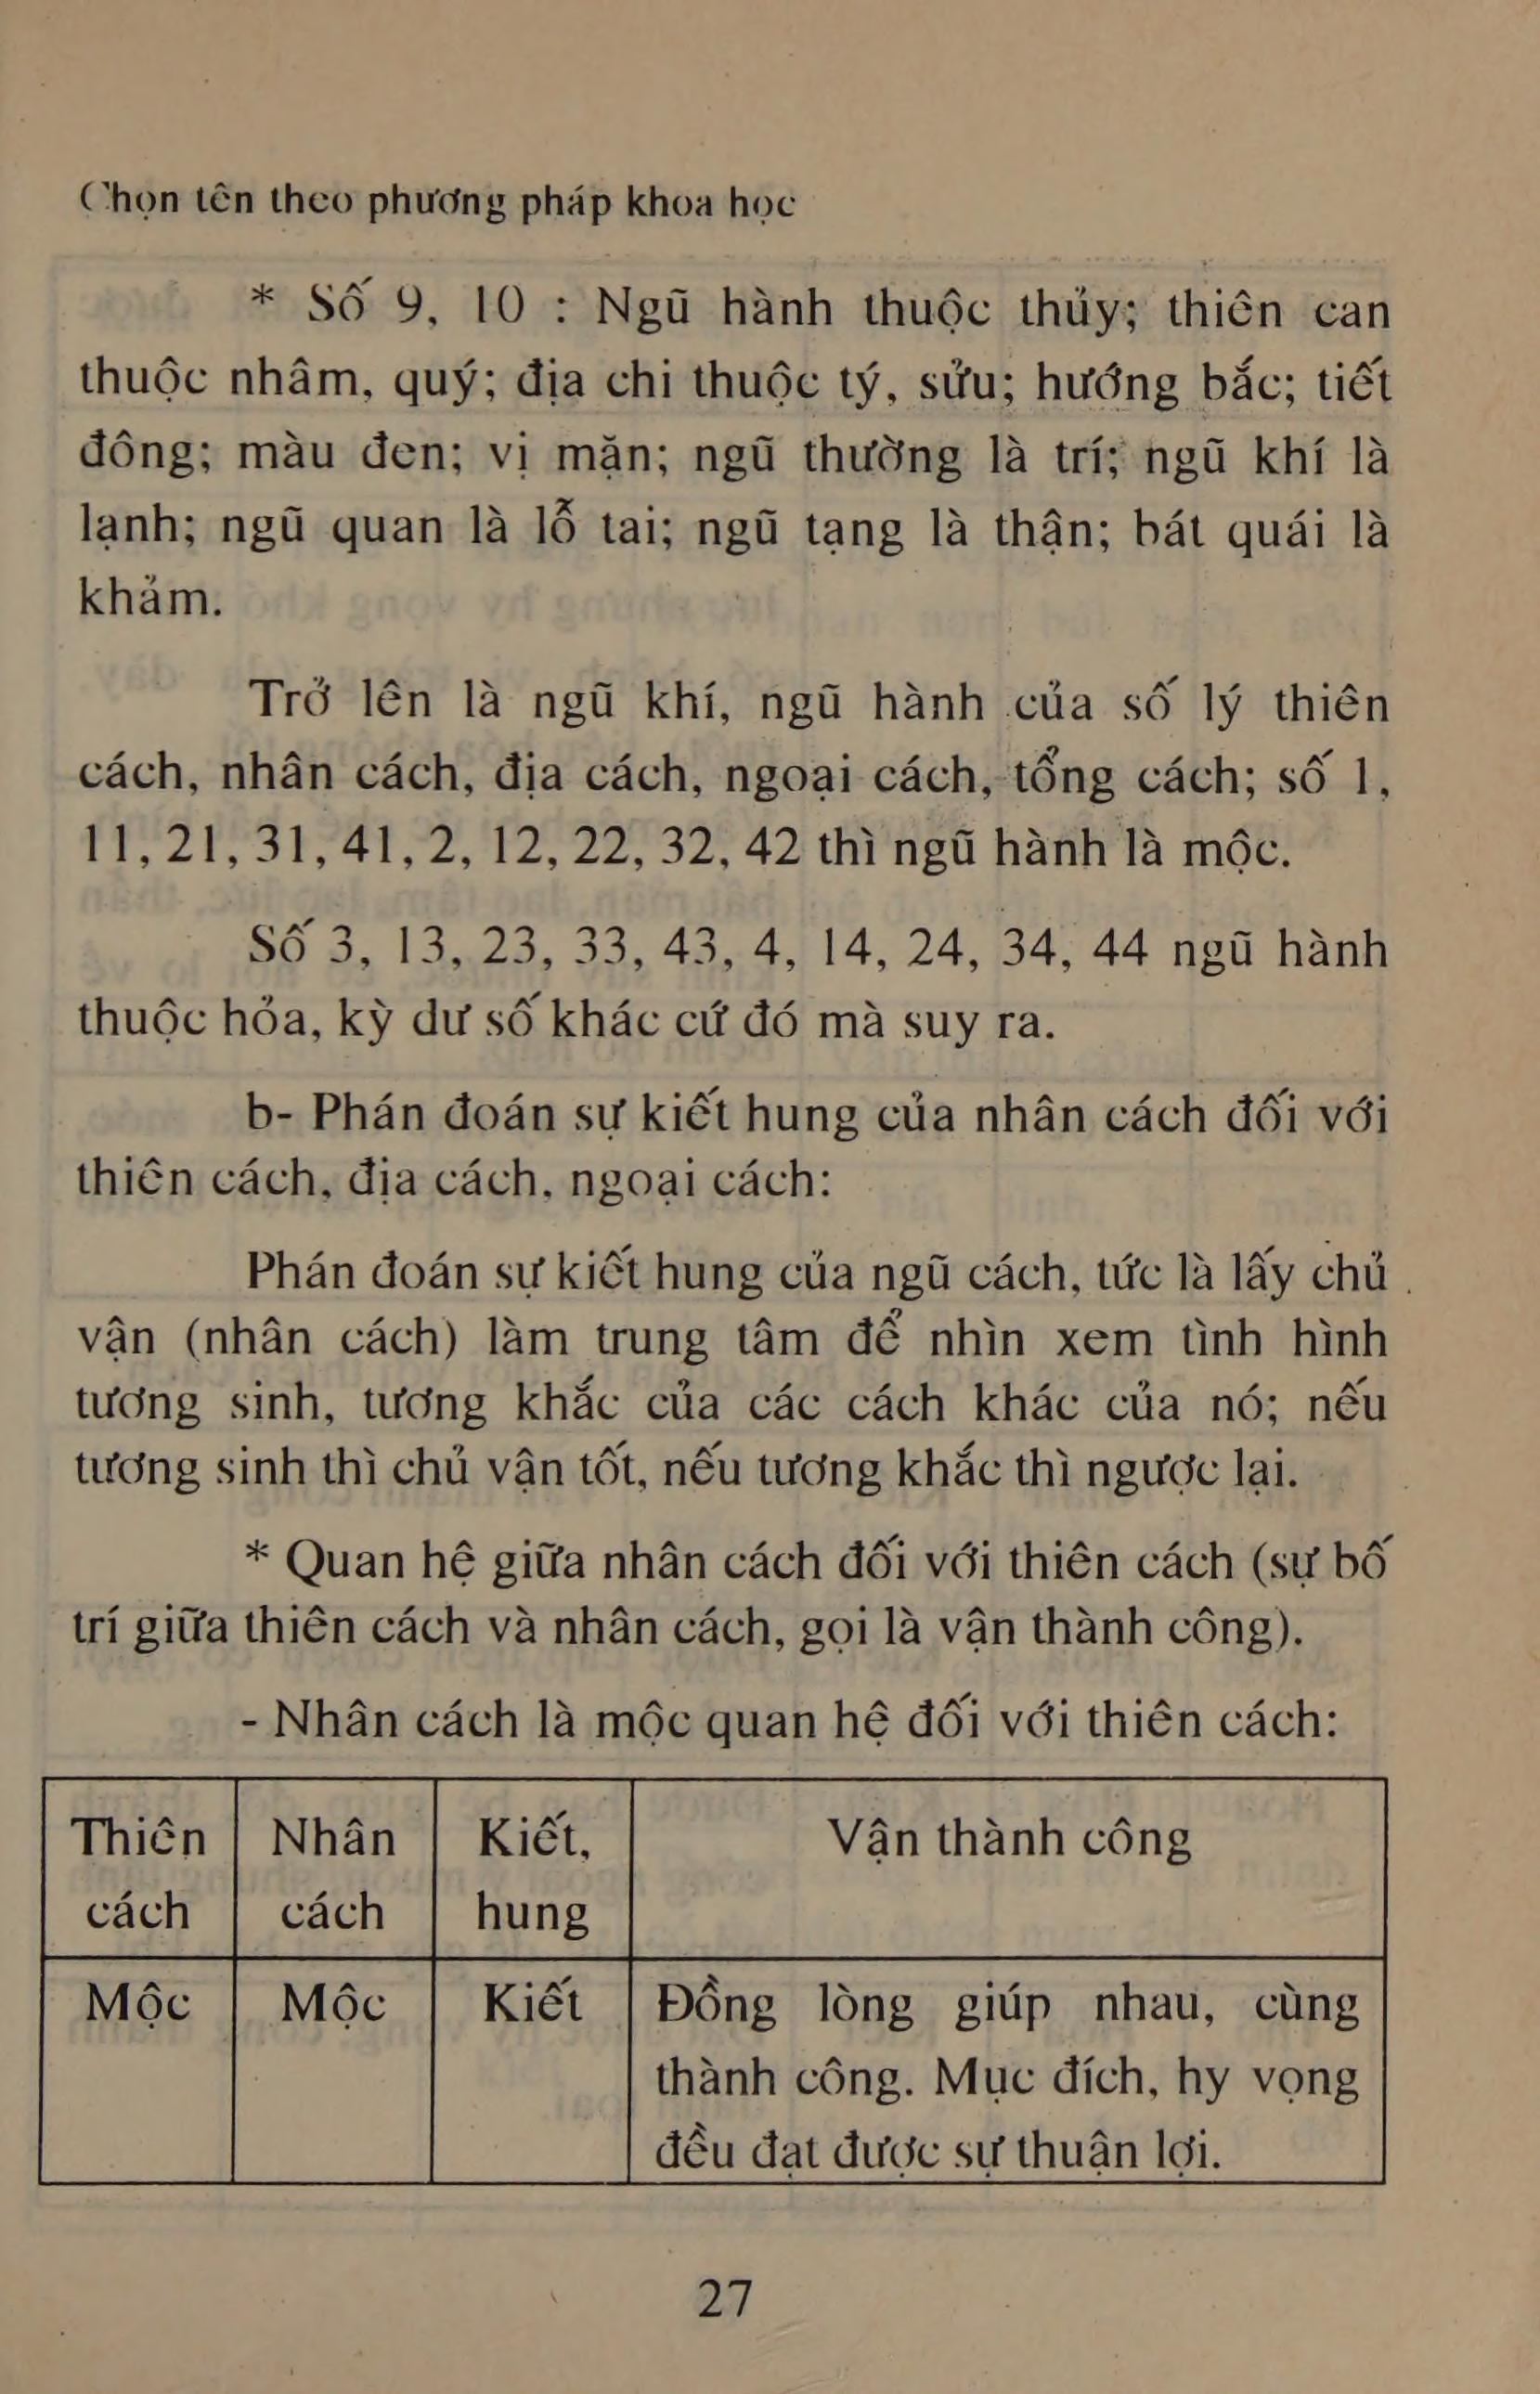 Chọn tên theo phương pháp khoa học
* Số 9, 10 : Ngũ hành thuộc thủy; thiên can
thuộc nhâm, quý; địa chi thuộc tý, sửu; hướng bắc; tiết
đông; màu đen; vị mặn; ngũ thường là trí; ngũ khí là
lạnh; ngũ quan là lỗ tai; ngũ tạng là thận; bát quái là
khảm.
Trở lên là ngũ khí, ngũ hành của số lý thiên
cách, nhân cách, địa cách, ngoại cách, tổng cách; số 1,
11, 21, 31, 41, 2, 12, 22, 32, 42 thì ngũ hành là mộc.
Số 3, 13, 23, 33, 43, 4, 14, 24, 34, 44 ngũ hành
thuộc hỏa, kỳ dư số khác cứ đó mà suy ra.
b- Phán đoán sự kiết hung của nhân cách đối với
thiên cách, địa cách, ngoại cách:
Phán đoán sự kiết hung của ngũ cách, tức là lấy chủ
vận (nhân cách) làm trung tâm để nhìn xem tình hình
tương sinh, tương khắc của các cách khác của nó; nếu
tương sinh thì chủ vận tốt, nếu tương khắc thì ngược lại.
* Quan hệ giữa nhân cách đối với thiên cách (sự bố
trí giữa thiên cách và nhân cách, gọi là vận thành công).
- Nhân cách là mộc quan hệ đối với thiên cách:
Thiên Nhân Kiết, Vận thành công
cách cách hung
Mộc Mộc Kiết Đồng lòng giúp nhau, cùng
thành công. Mục đích, hy vọng
đều đạt được sự thuận lợi.
27